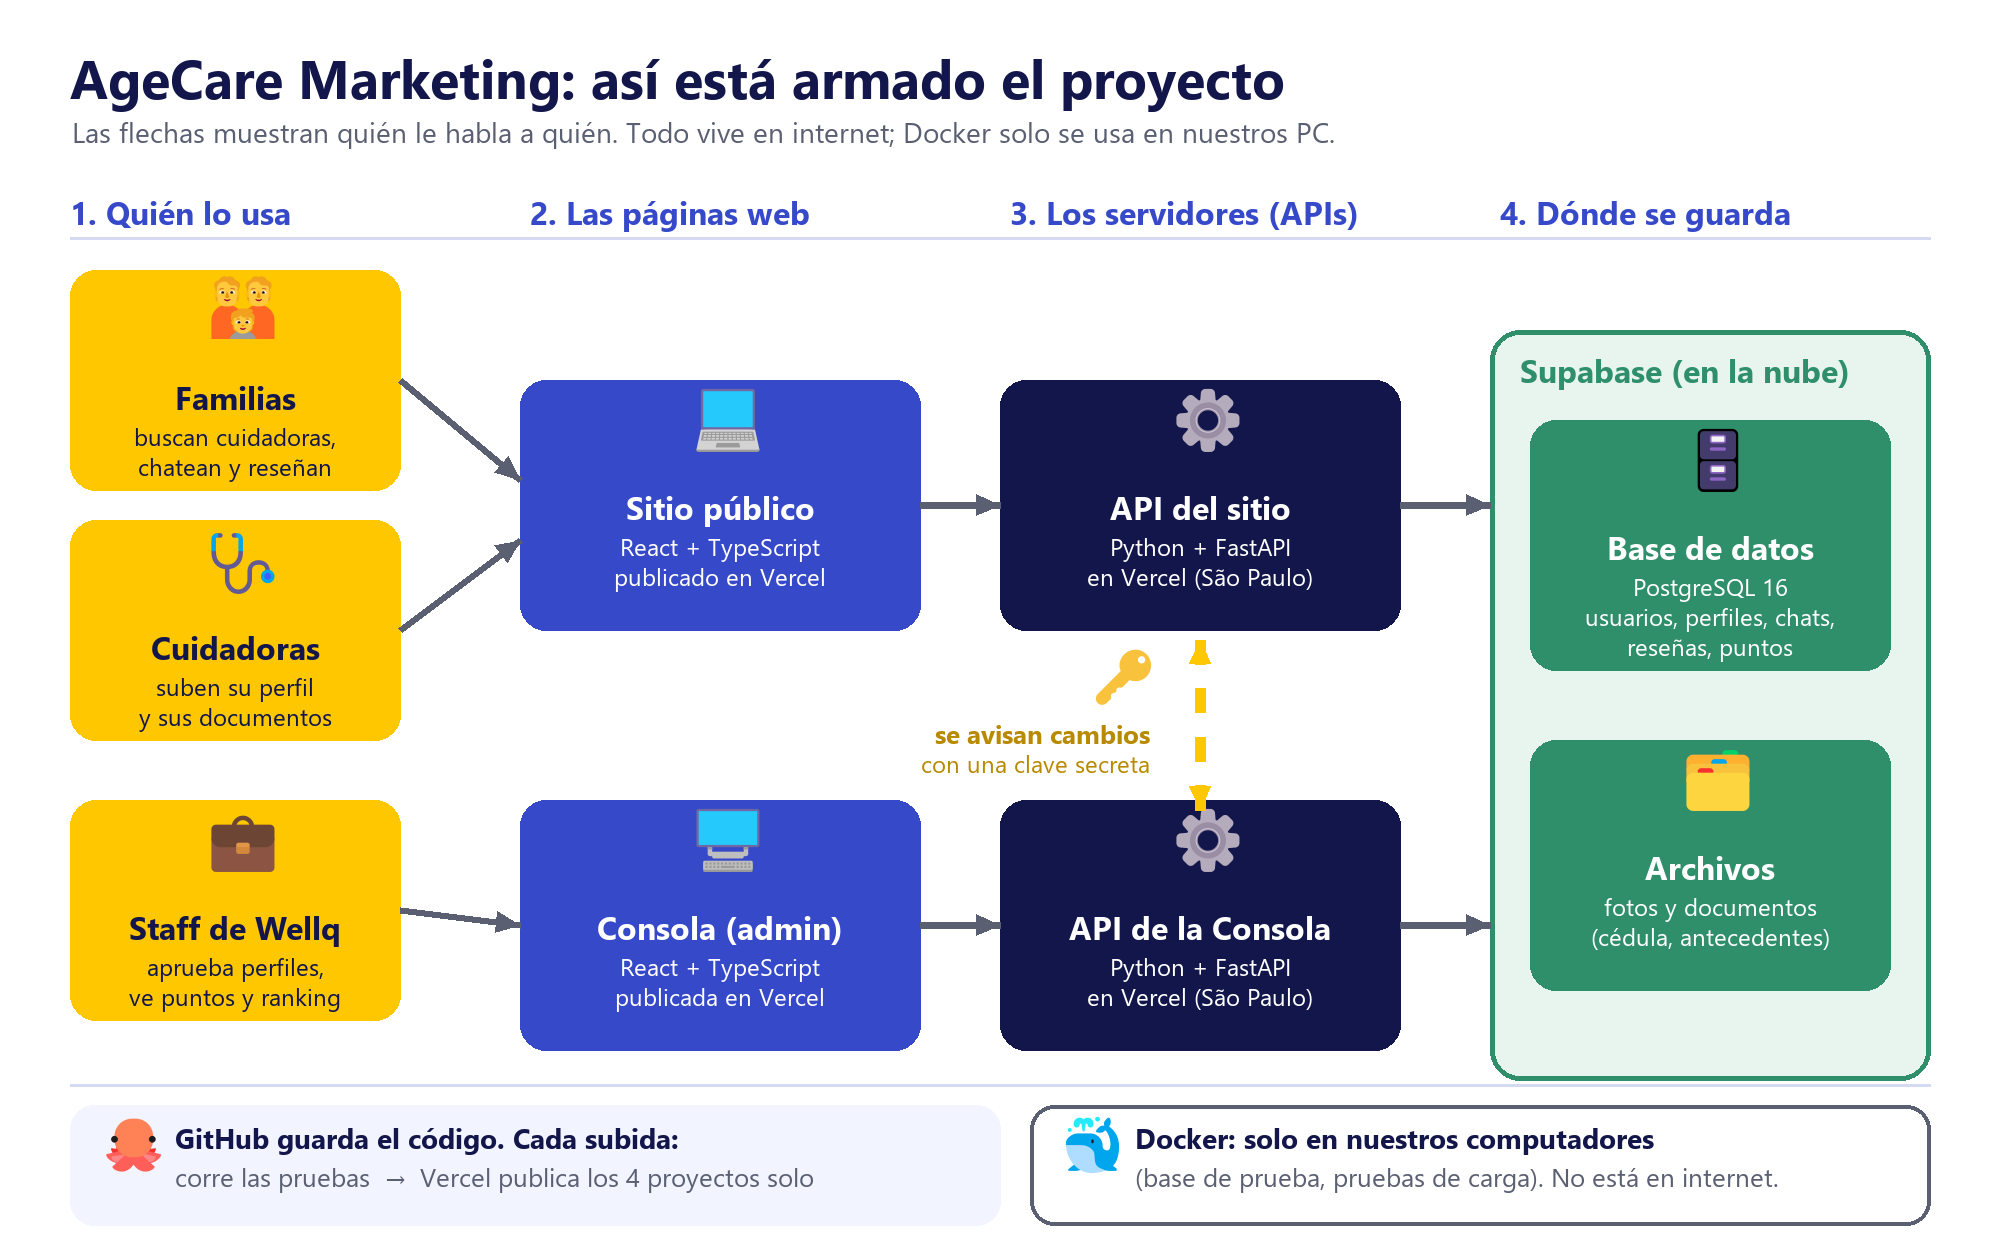 AgeCare Marketing: así está armado el proyecto
Las flechas muestran quién le habla a quién. Todo vive en internet; Docker solo se usa en nuestros PC.
1. Quién lo usa
2. Las páginas web
3. Los servidores (APIs)
4. Dónde se guarda
Familias
buscan cuidadoras,
chatean y reseñan
Cuidadoras
suben su perfil
y sus documentos
Staff de Wellq
aprueba perfiles,
ve puntos y ranking
Sitio público
React + TypeScript
publicado en Vercel
Consola (admin)
React + TypeScript
publicada en Vercel
API del sitio
Python + FastAPI
en Vercel (São Paulo)
se avisan cambios
con una clave secreta
API de la Consola
Python + FastAPI
en Vercel (São Paulo)
Supabase (en la nube)
Base de datos
PostgreSQL 16
usuarios, perfiles, chats,
reseñas, puntos
Archivos
fotos y documentos
(cédula, antecedentes)
GitHub guarda el código. Cada subida:
corre las pruebas → Vercel publica los 4 proyectos solo
Docker: solo en nuestros computadores
(base de prueba, pruebas de carga). No está en internet.